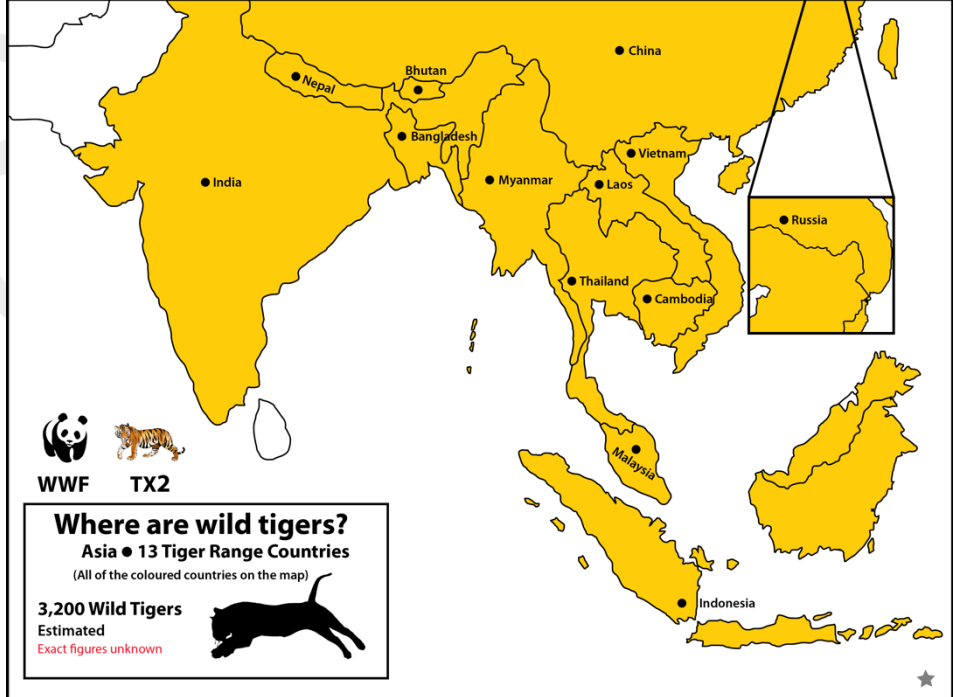 China
Bhutan
Nepal
Bangladesh
Vietnam
India
Myanmar
Laos
Russia
Thailand
Cambodia
Malaysia
WWF
TX2
Where are wild tigers?
Asia ● 13 Tiger Range Countries
(All of the coloured countries on the map)
3,200 Wild Tigers
Estimated
Exact figures unknown
Indonesia